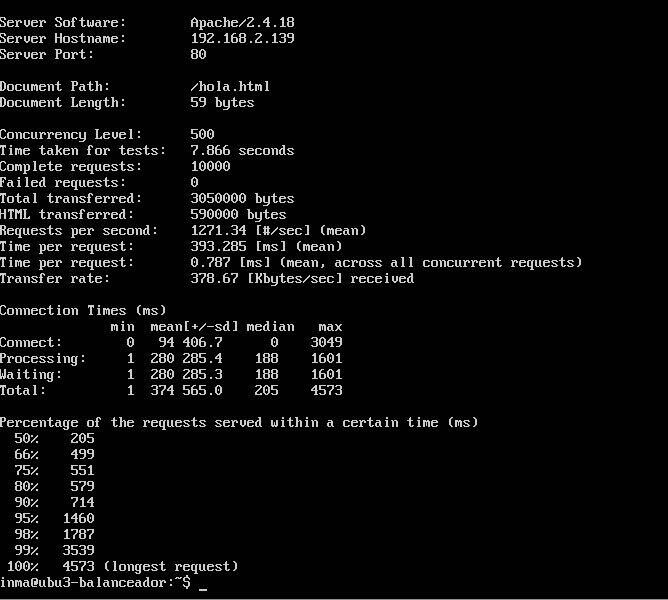 Server Software:        Apache/2.4.18
Server Hostname:        192.168.2.139
Server Port:            80

Document Path:          /hola.html
Document Length:        59 bytes

Concurrency Level:      500
Time taken for tests:   7.866 seconds
Complete requests:      10000
Failed requests:        0
Total transferred:      3050000 bytes
HTML transferred:       590000 bytes
Requests per second:    1271.34 [#/sec] (mean)
Time per request:       393.285 [ms] (mean)
Time per request:       0.787 [ms] (mean, across all concurrent requests)
Transfer rate:          378.67 [Kbytes/sec] received

Connection Times (ms)
              min  mean[+/-sd] median   max
Connect:        0   94 406.7      0    3049
Processing:     1  280 285.4    188    1601
Waiting:        1  280 285.3    188    1601
Total:          1  374 565.0    205    4573

Percentage of the requests served within a certain time (ms)
  50%    205
  66%    499
  75%    551
  80%    579
  90%    714
  95%   1460
  98%   1787
  99%   3539
 100%   4573 (longest request)
inma@ubu3-balanceador:~$ _